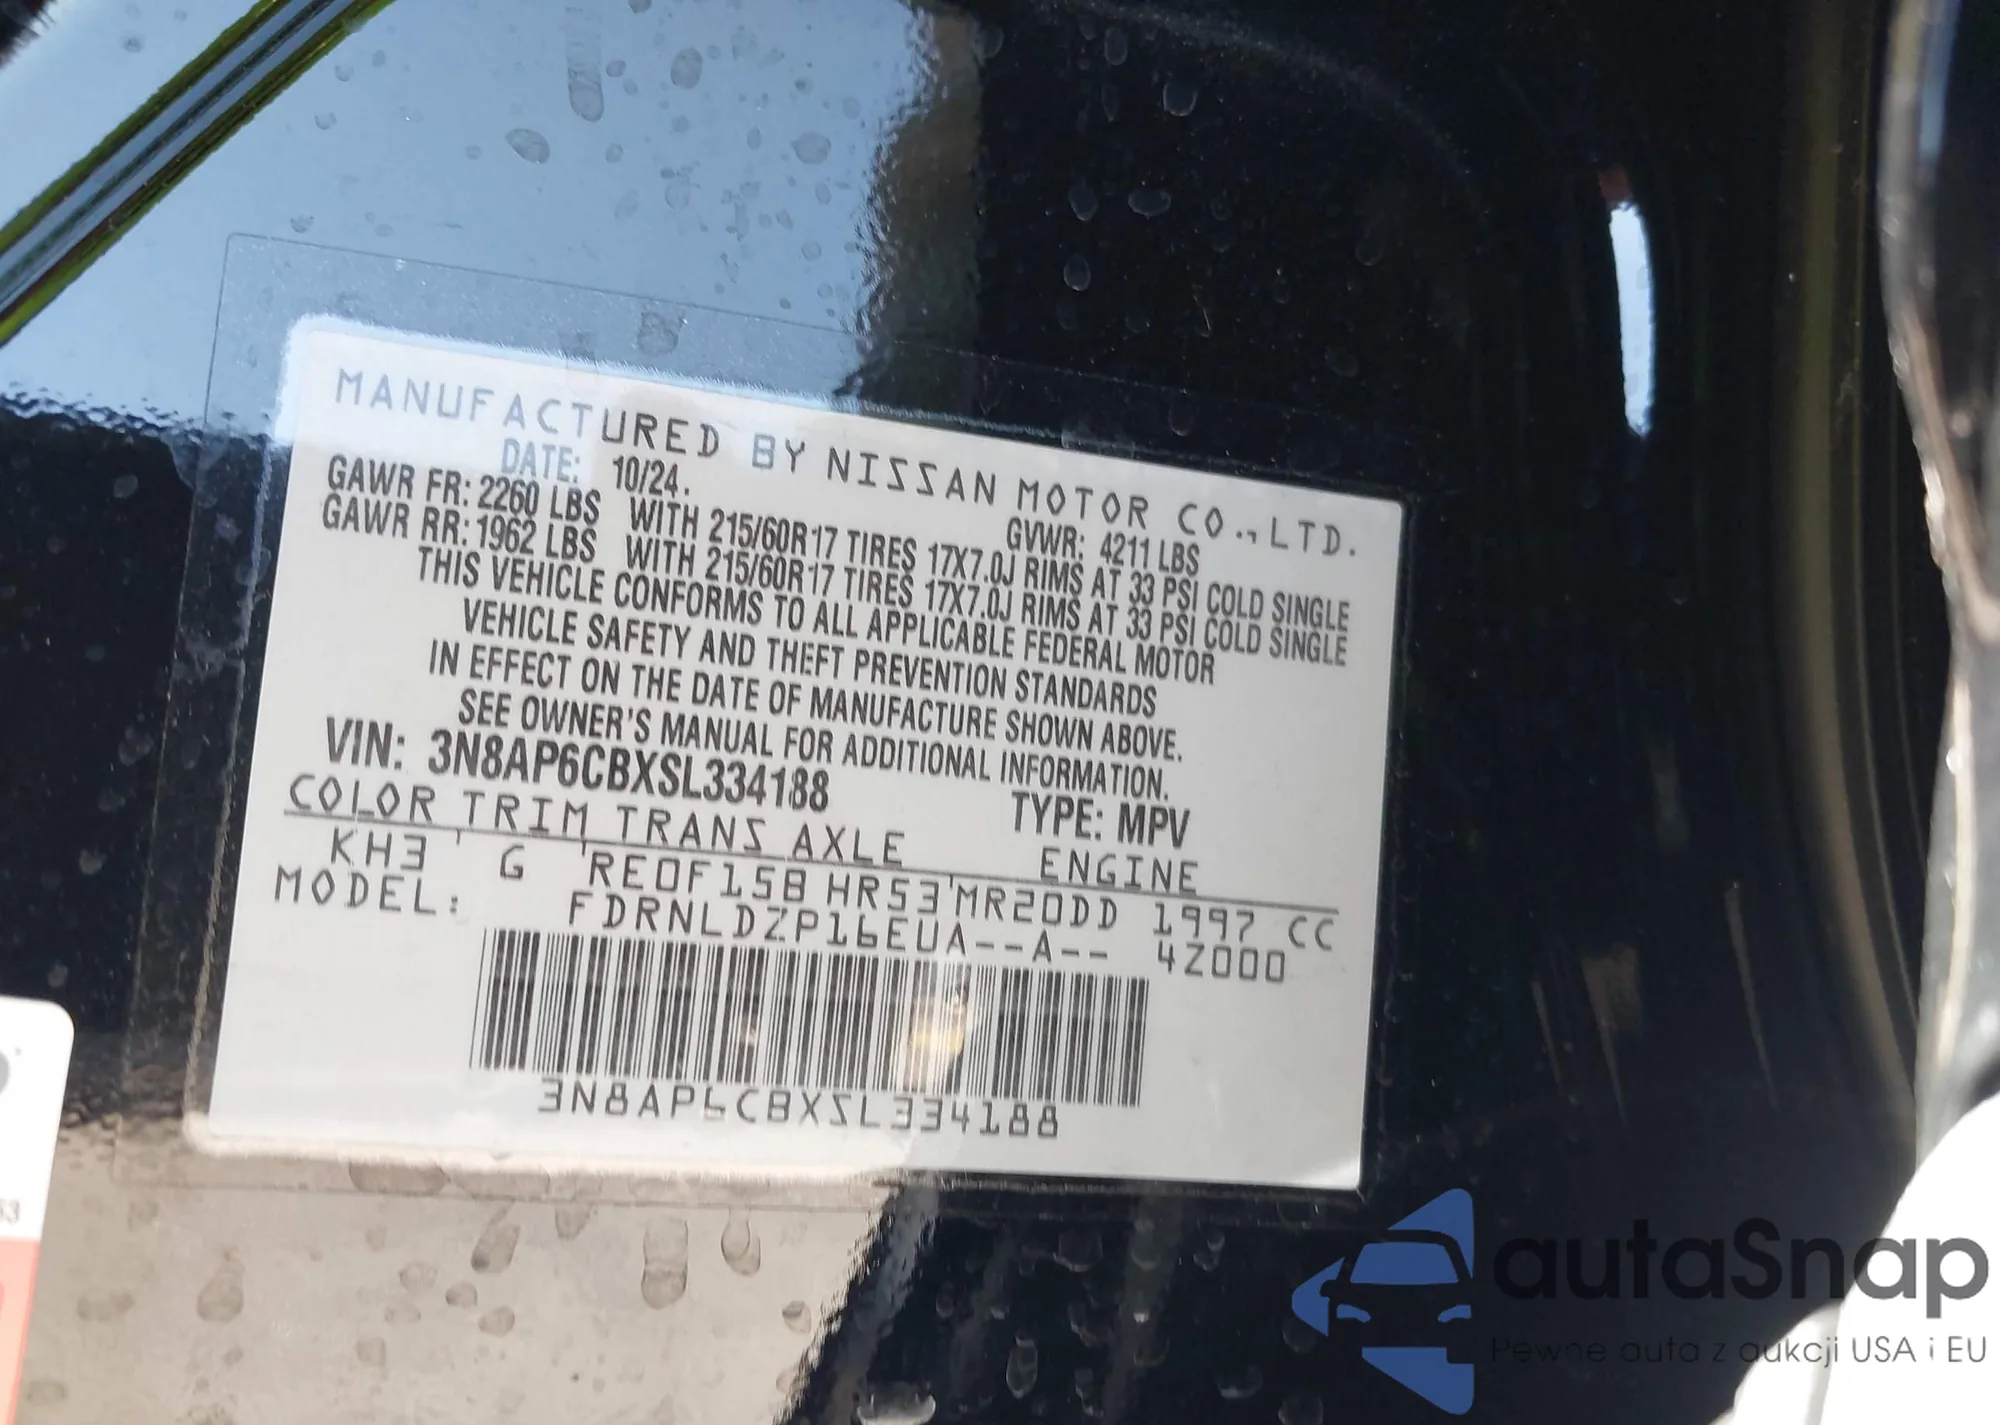 MANUFACTURED BY NISSAN MOTOR CO., LTD.
DATE: 10/24. GVWR: 4211 LBS
GAWR FR: 2260 LBS WITH 215/60R17 TIRES 17X7.0J RIMS AT 33 PSI COLD SINGLE
GAWR RR: 1962 LBS WITH 215/60R17 TIRES 17X7.0J RIMS AT 33 PSI COLD SINGLE
THIS VEHICLE CONFORMS TO ALL APPLICABLE FEDERAL MOTOR
VEHICLE SAFETY AND THEFT PREVENTION STANDARDS
IN EFFECT ON THE DATE OF MANUFACTURE SHOWN ABOVE.
SEE OWNER'S MANUAL FOR ADDITIONAL INFORMATION.
VIN: 3N8AP6CBXSL334188 TYPE: MPV
COLOR TRIM TRANS AXLE ENGINE
KH3 G RE0F15B HR53 MR20DD 1997 CC
MODEL: FDRNLDZP16EUA--A-- 4Z000
3N8AP6CBXSL334188
53
autaSnap
Pewne auta z aukcji USA i EU